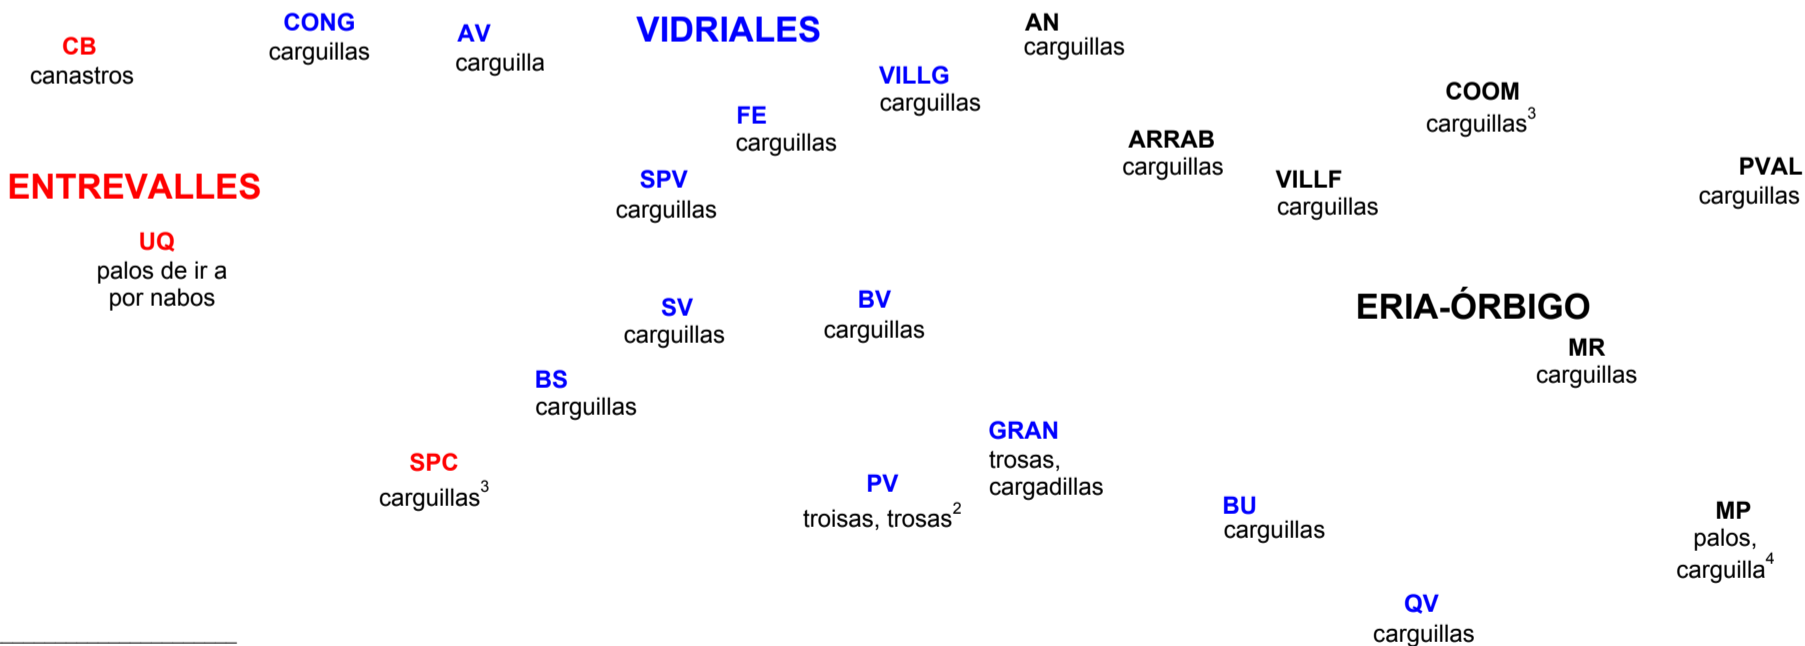 CB
canastros
CONG
carguillas
AV
carguilla
VIDRIALES
AN
carguillas
VILLG
carguillas
FE
carguillas
COOM
carguillas³
ARRAB
carguillas
PVAL
carguillas
ENTREVALLES
SPV
carguillas
VILLF
carguillas
UQ
palos de ir a
por nabos
SV
carguillas
BV
carguillas
ERIA-ÓRBIGO
MR
carguillas
BS
carguillas
GRAN
trosas,
cargadillas
SPC
carguillas³
PV
troisas, trosas²
BU
carguillas
MP
palos,
carguilla⁴
QV
carguillas